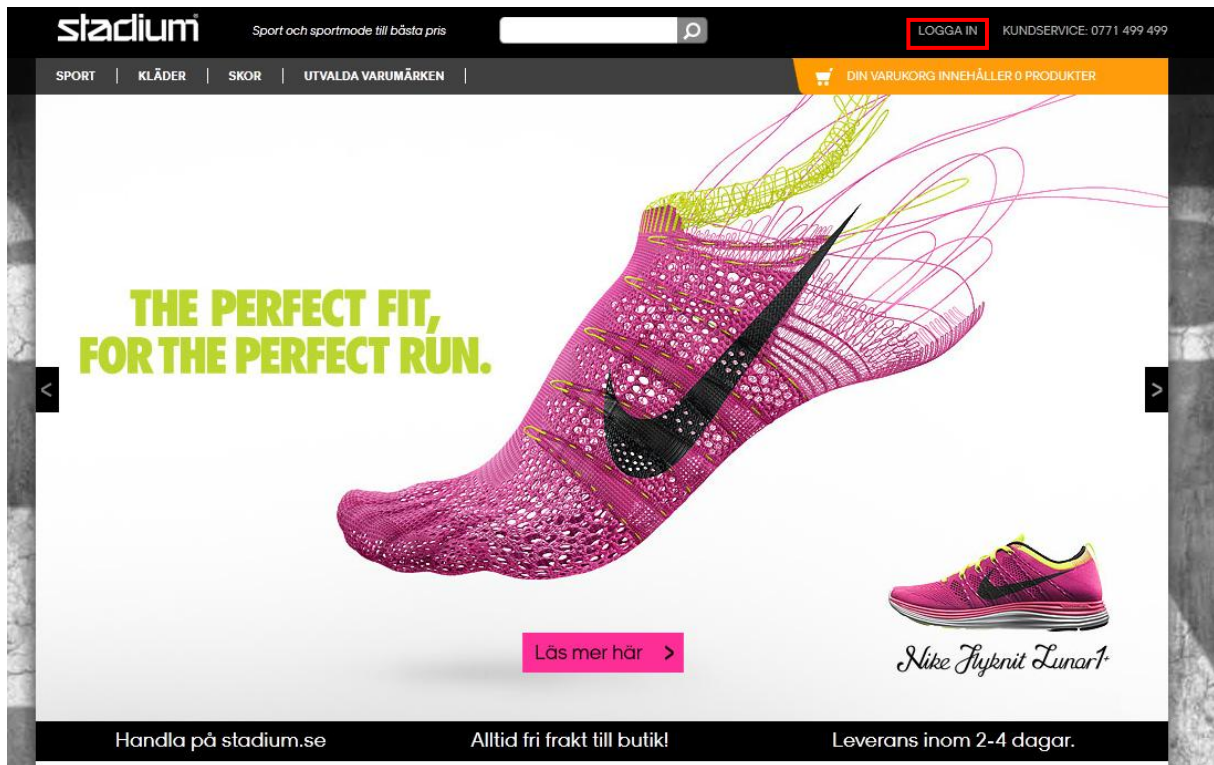 stadium
Sport och sportmode till bästa pris
LOGGA IN
KUNDSERVICE: 0771 499 499
SPORT | KLÄDER | SKOR | UTVALDA VARUMÄRKEN |
DIN VARUKORG INNEHÅLLER 0 PRODUKTER
THE PERFECT FIT,
FOR THE PERFECT RUN.
<
>
Läs mer här >
Nike Flyknit Lunar1+
Handla på stadium.se
Alltid fri frakt till butik!
Leverans inom 2-4 dagar.